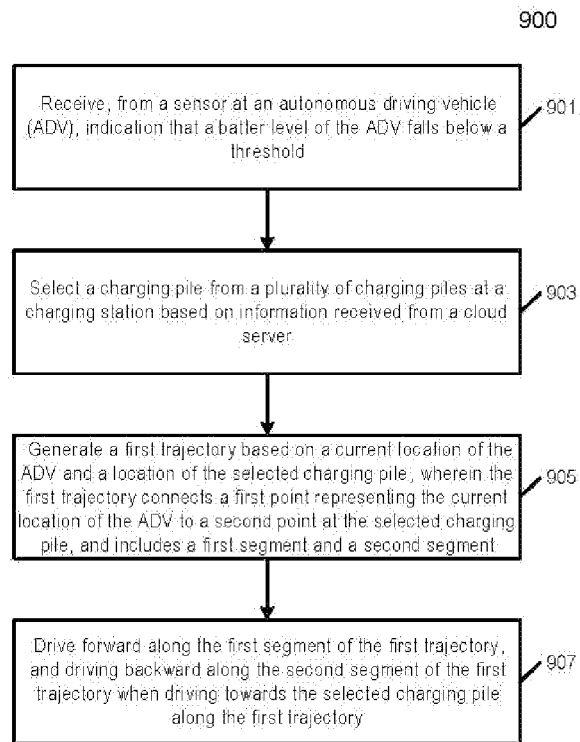 900
Receive, from a sensor at an autonomous driving vehicle
(ADV), indication that a batter level of the ADV falls below a
threshold
901
Select a charging pile from a plurality of charging piles at a
charging station based on information received from a cloud
server
903
Generate a first trajectory based on a current location of the
ADV and a location of the selected charging pile, wherein the
first trajectory connects a first point representing the current
location of the ADV to a second point at the selected charging
pile, and includes a first segment and a second segment
905
Drive forward along the first segment of the first trajectory,
and driving backward along the second segment of the first
trajectory when driving towards the selected charging pile
along the first trajectory
907